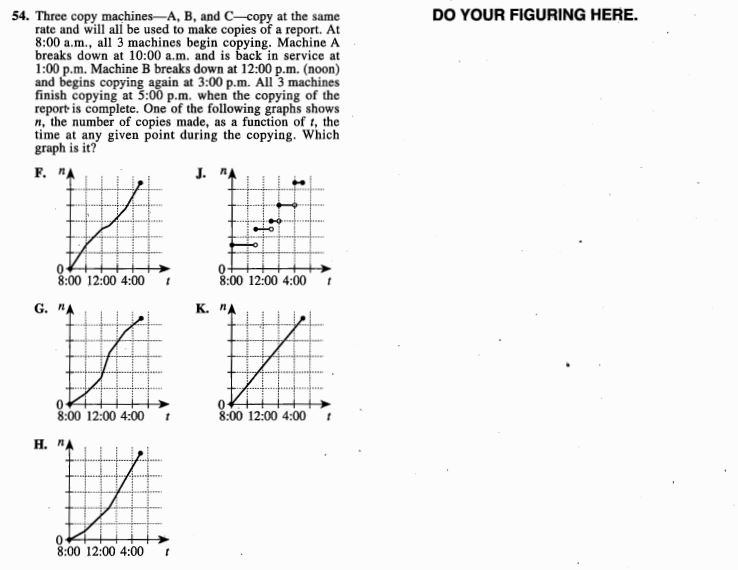 54. Three copy machines—A, B, and C—copy at the same
rate and will all be used to make copies of a report. At
8:00 a.m., all 3 machines begin copying. Machine A
breaks down at 10:00 a.m. and is back in service at
1:00 p.m. Machine B breaks down at 12:00 p.m. (noon)
and begins copying again at 3:00 p.m. All 3 machines
finish copying at 5:00 p.m. when the copying of the
report is complete. One of the following graphs shows
n, the number of copies made, as a function of t, the
time at any given point during the copying. Which
graph is it?
DO YOUR FIGURING HERE.
F. n
0
8:00 12:00 4:00 t
J. n
0
8:00 12:00 4:00 t
G. n
0
8:00 12:00 4:00 t
K. n
0
8:00 12:00 4:00 t
H. n
0
8:00 12:00 4:00 t